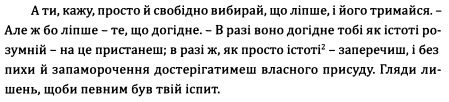 А ти, кажу, просто й свобідно вибирай, що ліпше, і його тримайся. –
Але ж бо ліпше – те, що догідне. – В разі воно догідне тобі як істоті ро-
зумній – на це пристанеш; в разі ж, як просто істоті² – заперечиш, і без
пихи й запаморочення достерігатимеш власного присуду. Гляди ли-
шень, щоби певним був твій іспит.